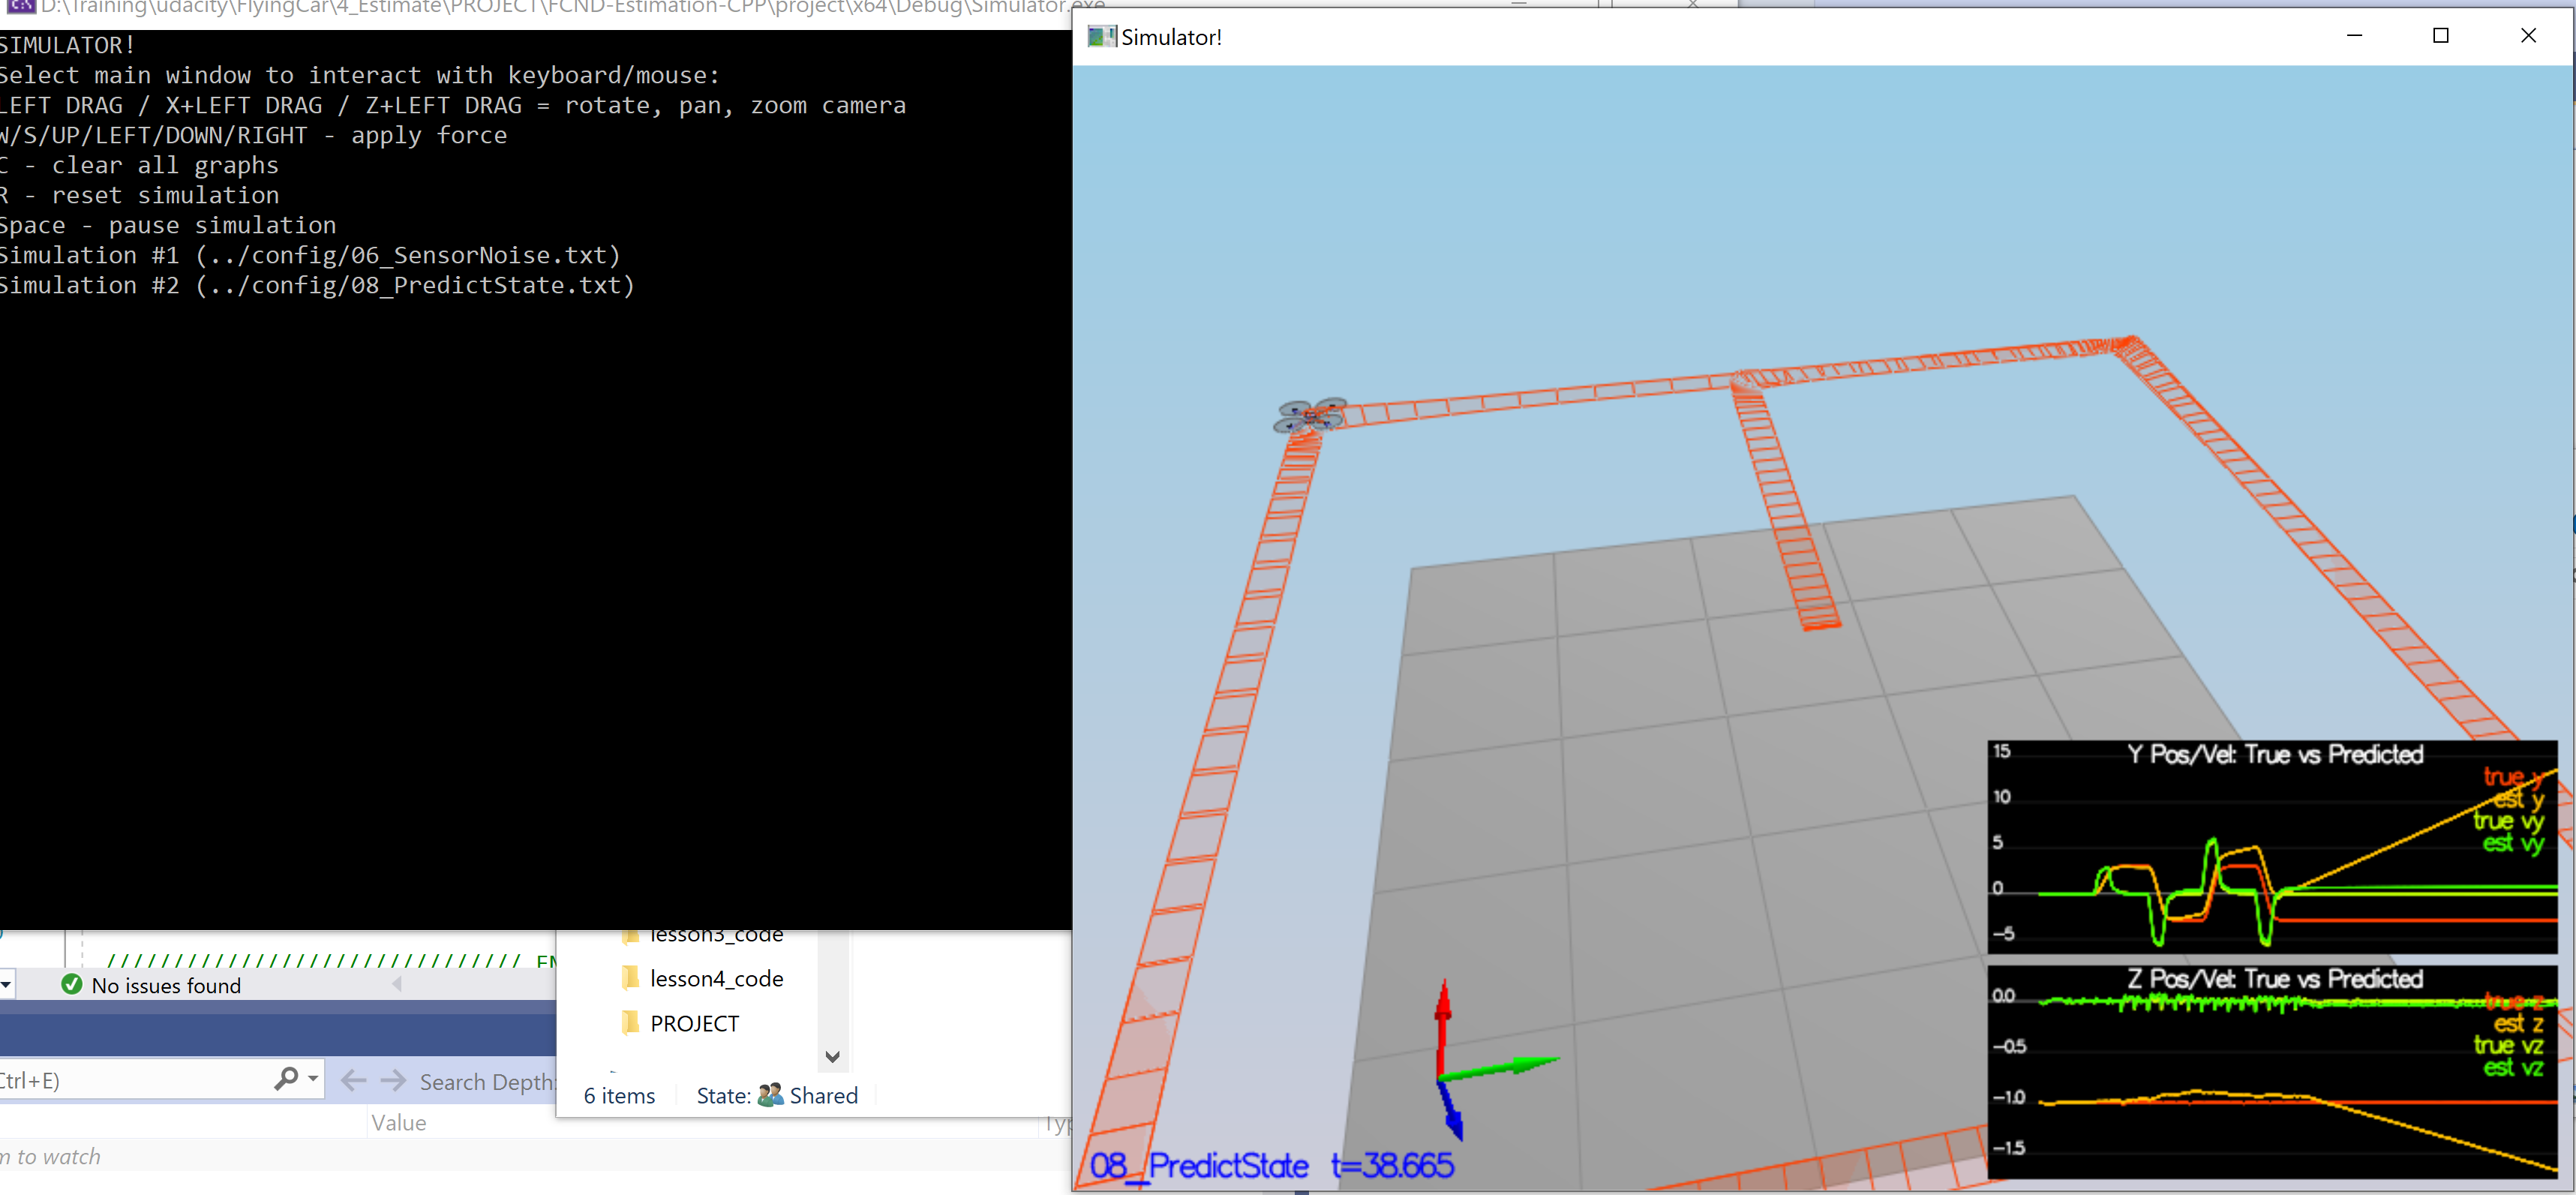 D:\Training\udacity\FlyingCar\4_Estimate\PROJECT\FCND-Estimation-CPP\project\x64\Debug\Simulator.exe
SIMULATOR!
Select main window to interact with keyboard/mouse:
LEFT DRAG / X+LEFT DRAG / Z+LEFT DRAG = rotate, pan, zoom camera
W/S/UP/LEFT/DOWN/RIGHT - apply force
C - clear all graphs
R - reset simulation
Space - pause simulation
Simulation #1 (../config/06_SensorNoise.txt)
Simulation #2 (../config/08_PredictState.txt)
Simulator!
Y Pos/Vel: True vs Predicted
15
10
5
0
-5
true y
est y
true vy
est vy
Z Pos/Vel: True vs Predicted
0.0
-0.5
-1.0
-1.5
true z
est z
true vz
est vz
08_PredictState t=38.665
////////////////////////////////
No issues found
lesson3_code
lesson4_code
PROJECT
6 items State: Shared
Ctrl+E)
Search Depth:
Value
to watch